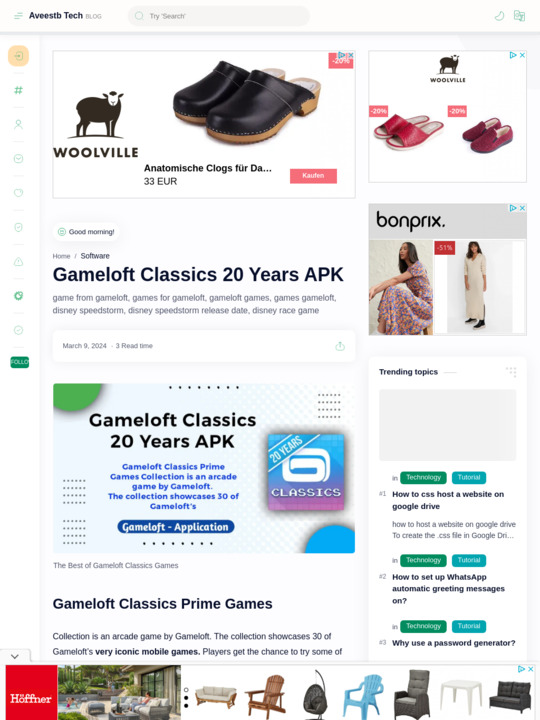 Aveestb Tech BLOG
Try 'Search'
FOLLO
-20%
WOOLVILLE
Anatomische Clogs für Da...
33 EUR
Kaufen
WOOLVILLE
-20%
-20%
bonprix.
-51%
Good morning!
Home / Software
Gameloft Classics 20 Years APK
game from gameloft, games for gameloft, gameloft games, games gameloft,
disney speedstorm, disney speedstorm release date, disney race game
March 9, 2024 · 3 Read time
Gameloft Classics
20 Years APK
Gameloft Classics Prime
Games Collection is an arcade
game by Gameloft.
The collection showcases 30 of
Gameloft's
Gameloft - Application
20 YEARS
CLASSICS
The Best of Gameloft Classics Games
Gameloft Classics Prime Games
Collection is an arcade game by Gameloft. The collection showcases 30 of
Gameloft's very iconic mobile games. Players get the chance to try some of
Trending topics
in Technology Tutorial
#1 How to css host a website on
google drive
how to host a website on google drive
To create the .css file in Google Dri...
in Technology Tutorial
#2 How to set up WhatsApp
automatic greeting messages
on?
in Technology Tutorial
#3 Why use a password generator?
Höffner